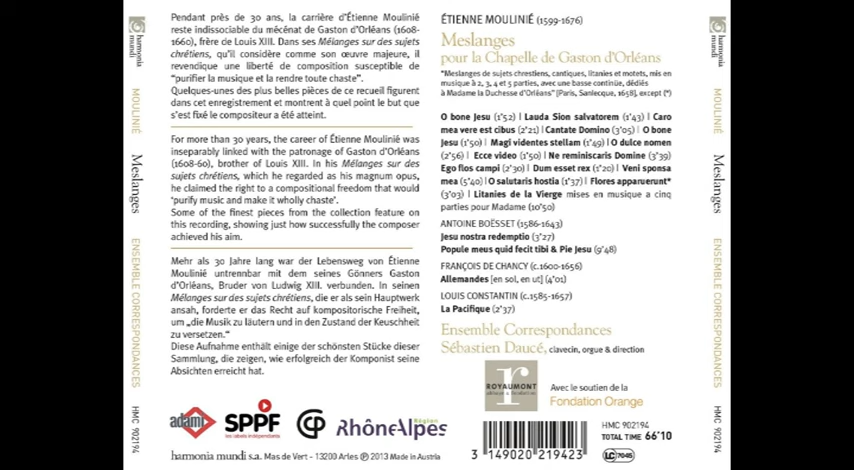 harmonia
mundi
MOULINIÉ
Meslanges
ENSEMBLE CORRESPONDANCES
HMC 902194
Pendant près de 30 ans, la carrière d'Étienne Moulinié
reste indissociable du mécénat de Gaston d'Orléans (1608-
1660), frère de Louis XIII. Dans ses Mélanges sur des sujets
chrétiens, qu'il considère comme son œuvre majeure, il
revendique une liberté de composition susceptible de
"purifier la musique et la rendre toute chaste".
Quelques-unes des plus belles pièces de ce recueil figurent
dans cet enregistrement et montrent à quel point le but que
s'est fixé le compositeur a été atteint.
For more than 30 years, the career of Étienne Moulinié was
inseparably linked with the patronage of Gaston d'Orléans
(1608-60), brother of Louis XIII. In his Mélanges sur des
sujets chrétiens, which he regarded as his magnum opus,
he claimed the right to a compositional freedom that would
'purify music and make it wholly chaste'.
Some of the finest pieces from the collection feature on
this recording, showing just how successfully the composer
achieved his aim.
Mehr als 30 Jahre lang war der Lebensweg von Étienne
Moulinié untrennbar mit dem seines Gönners Gaston
d'Orléans, Bruder von Ludwig XIII. verbunden. In seinen
Mélanges sur des sujets chrétiens, die er als sein Hauptwerk
ansah, forderte er das Recht auf kompositorische Freiheit,
um „die Musik zu läutern und in den Zustand der Keuschheit
zu versetzen."
Diese Aufnahme enthält einige der schönsten Stücke dieser
Sammlung, die zeigen, wie erfolgreich der Komponist seine
Absichten erreicht hat.
adami
SPPF
les labels indépendants
Région
RhôneAlpes
harmonia mundi s.a. Mas de Vert - 13200 Arles ℗ 2013 Made in Austria
ÉTIENNE MOULINIÉ (1599-1676)
Meslanges
pour la Chapelle de Gaston d'Orléans
"Meslanges de sujets chrestiens, cantiques, litanies et motets, mis en
musique à 2, 3, 4 et 5 parties, avec une basse continüe, dédiés
à Madame la Duchesse d'Orléans" [Paris, Sanlecque, 1658], except (*)
O bone Jesu (1'52) | Lauda Sion salvatorem (1'43) | Caro
mea vere est cibus (2'21) | Cantate Domino (3'05) | O bone
Jesu (1'50) | Magi videntes stellam (1'49) | O dulce nomen
(2'56) | Ecce video (1'50) | Ne reminiscaris Domine (3'39)
Ego flos campi (2'30) | Dum esset rex (1'20) | Veni sponsa
mea (5'40) | O salutaris hostia (1'37) | Flores apparuerunt*
(3'03) | Litanies de la Vierge mises en musique a cinq
parties pour Madame (10'50)
ANTOINE BOËSSET (1586-1643)
Jesu nostra redemptio (3'27)
Popule meus quid fecit tibi & Pie Jesu (9'48)
FRANÇOIS DE CHANCY (c.1600-1656)
Allemandes [en sol, en ut] (4'01)
LOUIS CONSTANTIN (c.1585-1657)
La Pacifique (2'37)
Ensemble Correspondances
Sébastien Daucé, clavecin, orgue & direction
r
ROYAUMONT
abbaye & fondation
Avec le soutien de la
Fondation Orange
HMC 902194
TOTAL TIME 66'10
LC 7045
3 149020 219423
harmonia
mundi
MOULINIÉ
Meslanges
ENSEMBLE CORRESPONDANCES
HMC 902194